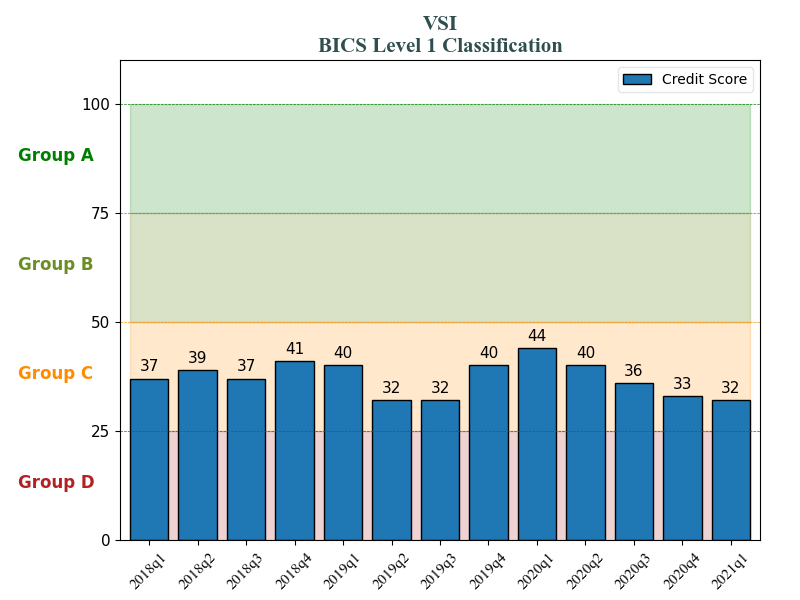 VSI
BICS Level 1 Classification
Credit Score
100
Group A
75
Group B
50
Group C
25
Group D
0
37
39
37
41
40
32
32
40
44
40
36
33
32
2018q1
2018q2
2018q3
2018q4
2019q1
2019q2
2019q3
2019q4
2020q1
2020q2
2020q3
2020q4
2021q1